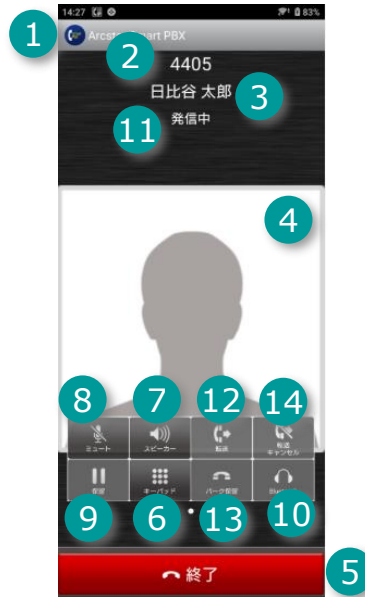 14:27 83%
1 Arcstar Smart PBX
2 4405
日比谷 太郎 3
11 発信中
4
8 7 12 14
ミュート スピーカー 転送 転送キャンセル
保留 キーパッド パーク保留
9 6 13 10
終了 5